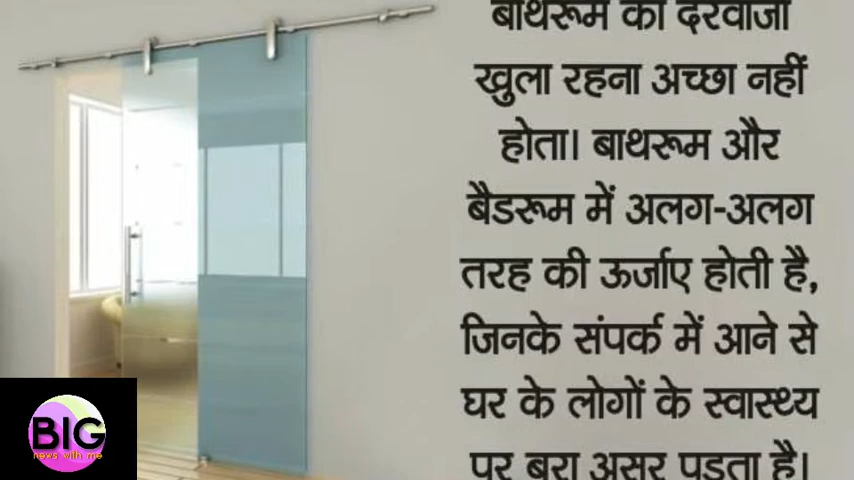 बाथरूम का दरवाजा
खुला रहना अच्छा नहीं
होता। बाथरूम और
बैडरूम में अलग-अलग
तरह की ऊर्जाए होती है,
जिनके संपर्क में आने से
घर के लोगों के स्वास्थ्य
पर बुरा असर पड़ता है।
BIG
news with me